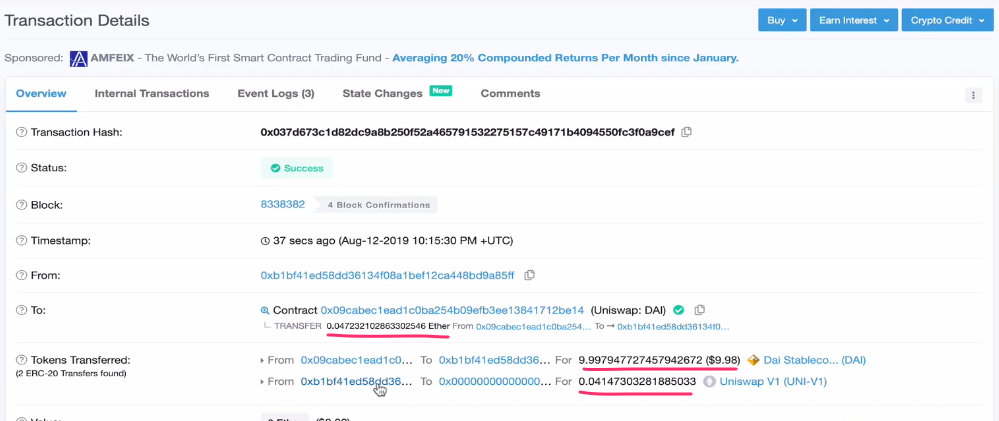 Transaction Details
Buy
Earn Interest
Crypto Credit
Sponsored: AMFEIX - The World's First Smart Contract Trading Fund - Averaging 20% Compounded Returns Per Month since January.
Overview Internal Transactions Event Logs (3) State Changes New Comments
Transaction Hash: 0x037d673c1d82dc9a8b250f52a465791532275157c49171b4094550fc3f0a9cef
Status: Success
Block: 8338382 4 Block Confirmations
Timestamp: 37 secs ago (Aug-12-2019 10:15:30 PM +UTC)
From: 0xb1bf41ed58dd36134f08a1bef12ca448bd9a85ff
To: Contract 0x09cabec1ead1c0ba254b09efb3ee13841712be14 (Uniswap: DAI)
TRANSFER 0.047232102863302546 Ether From 0x09cabec1ead1c0ba254... To → 0xb1bf41ed58dd36134f0...
Tokens Transferred: From 0x09cabec1ead1c0... To 0xb1bf41ed58dd36... For 9.997947727457942672 ($9.98) Dai Stableco... (DAI)
(2 ERC-20 Transfers found)
From 0xb1bf41ed58dd36... To 0x00000000000000... For 0.04147303281885033 Uniswap V1 (UNI-V1)